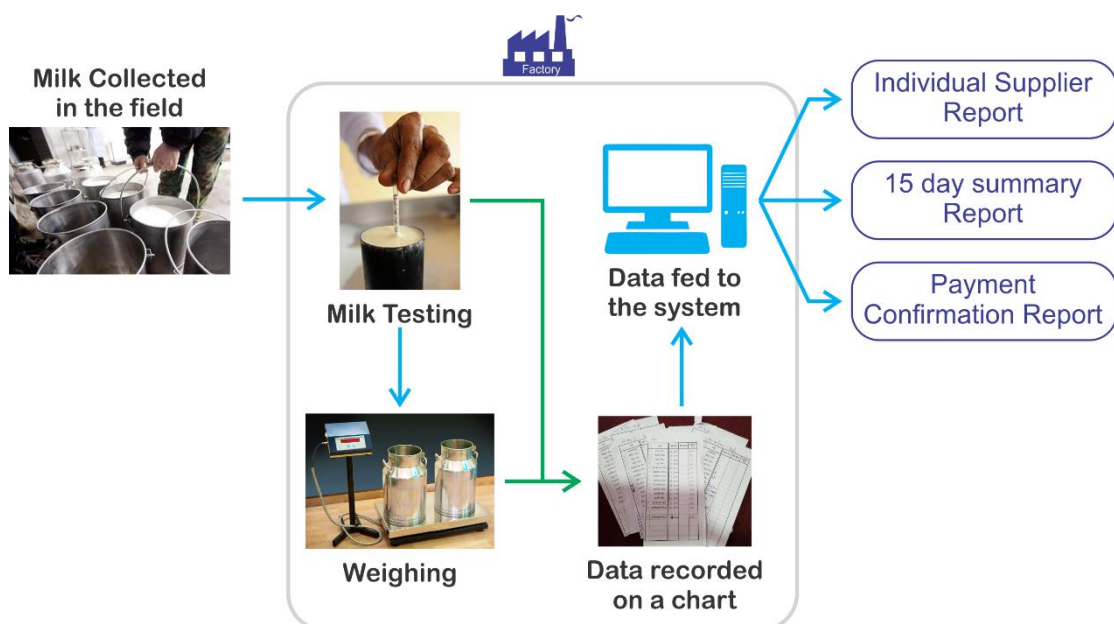 Factory
Milk Collected
in the field
Milk Testing
Weighing
Data recorded
on a chart
Data fed to
the system
Individual Supplier
Report
15 day summary
Report
Payment
Confirmation Report